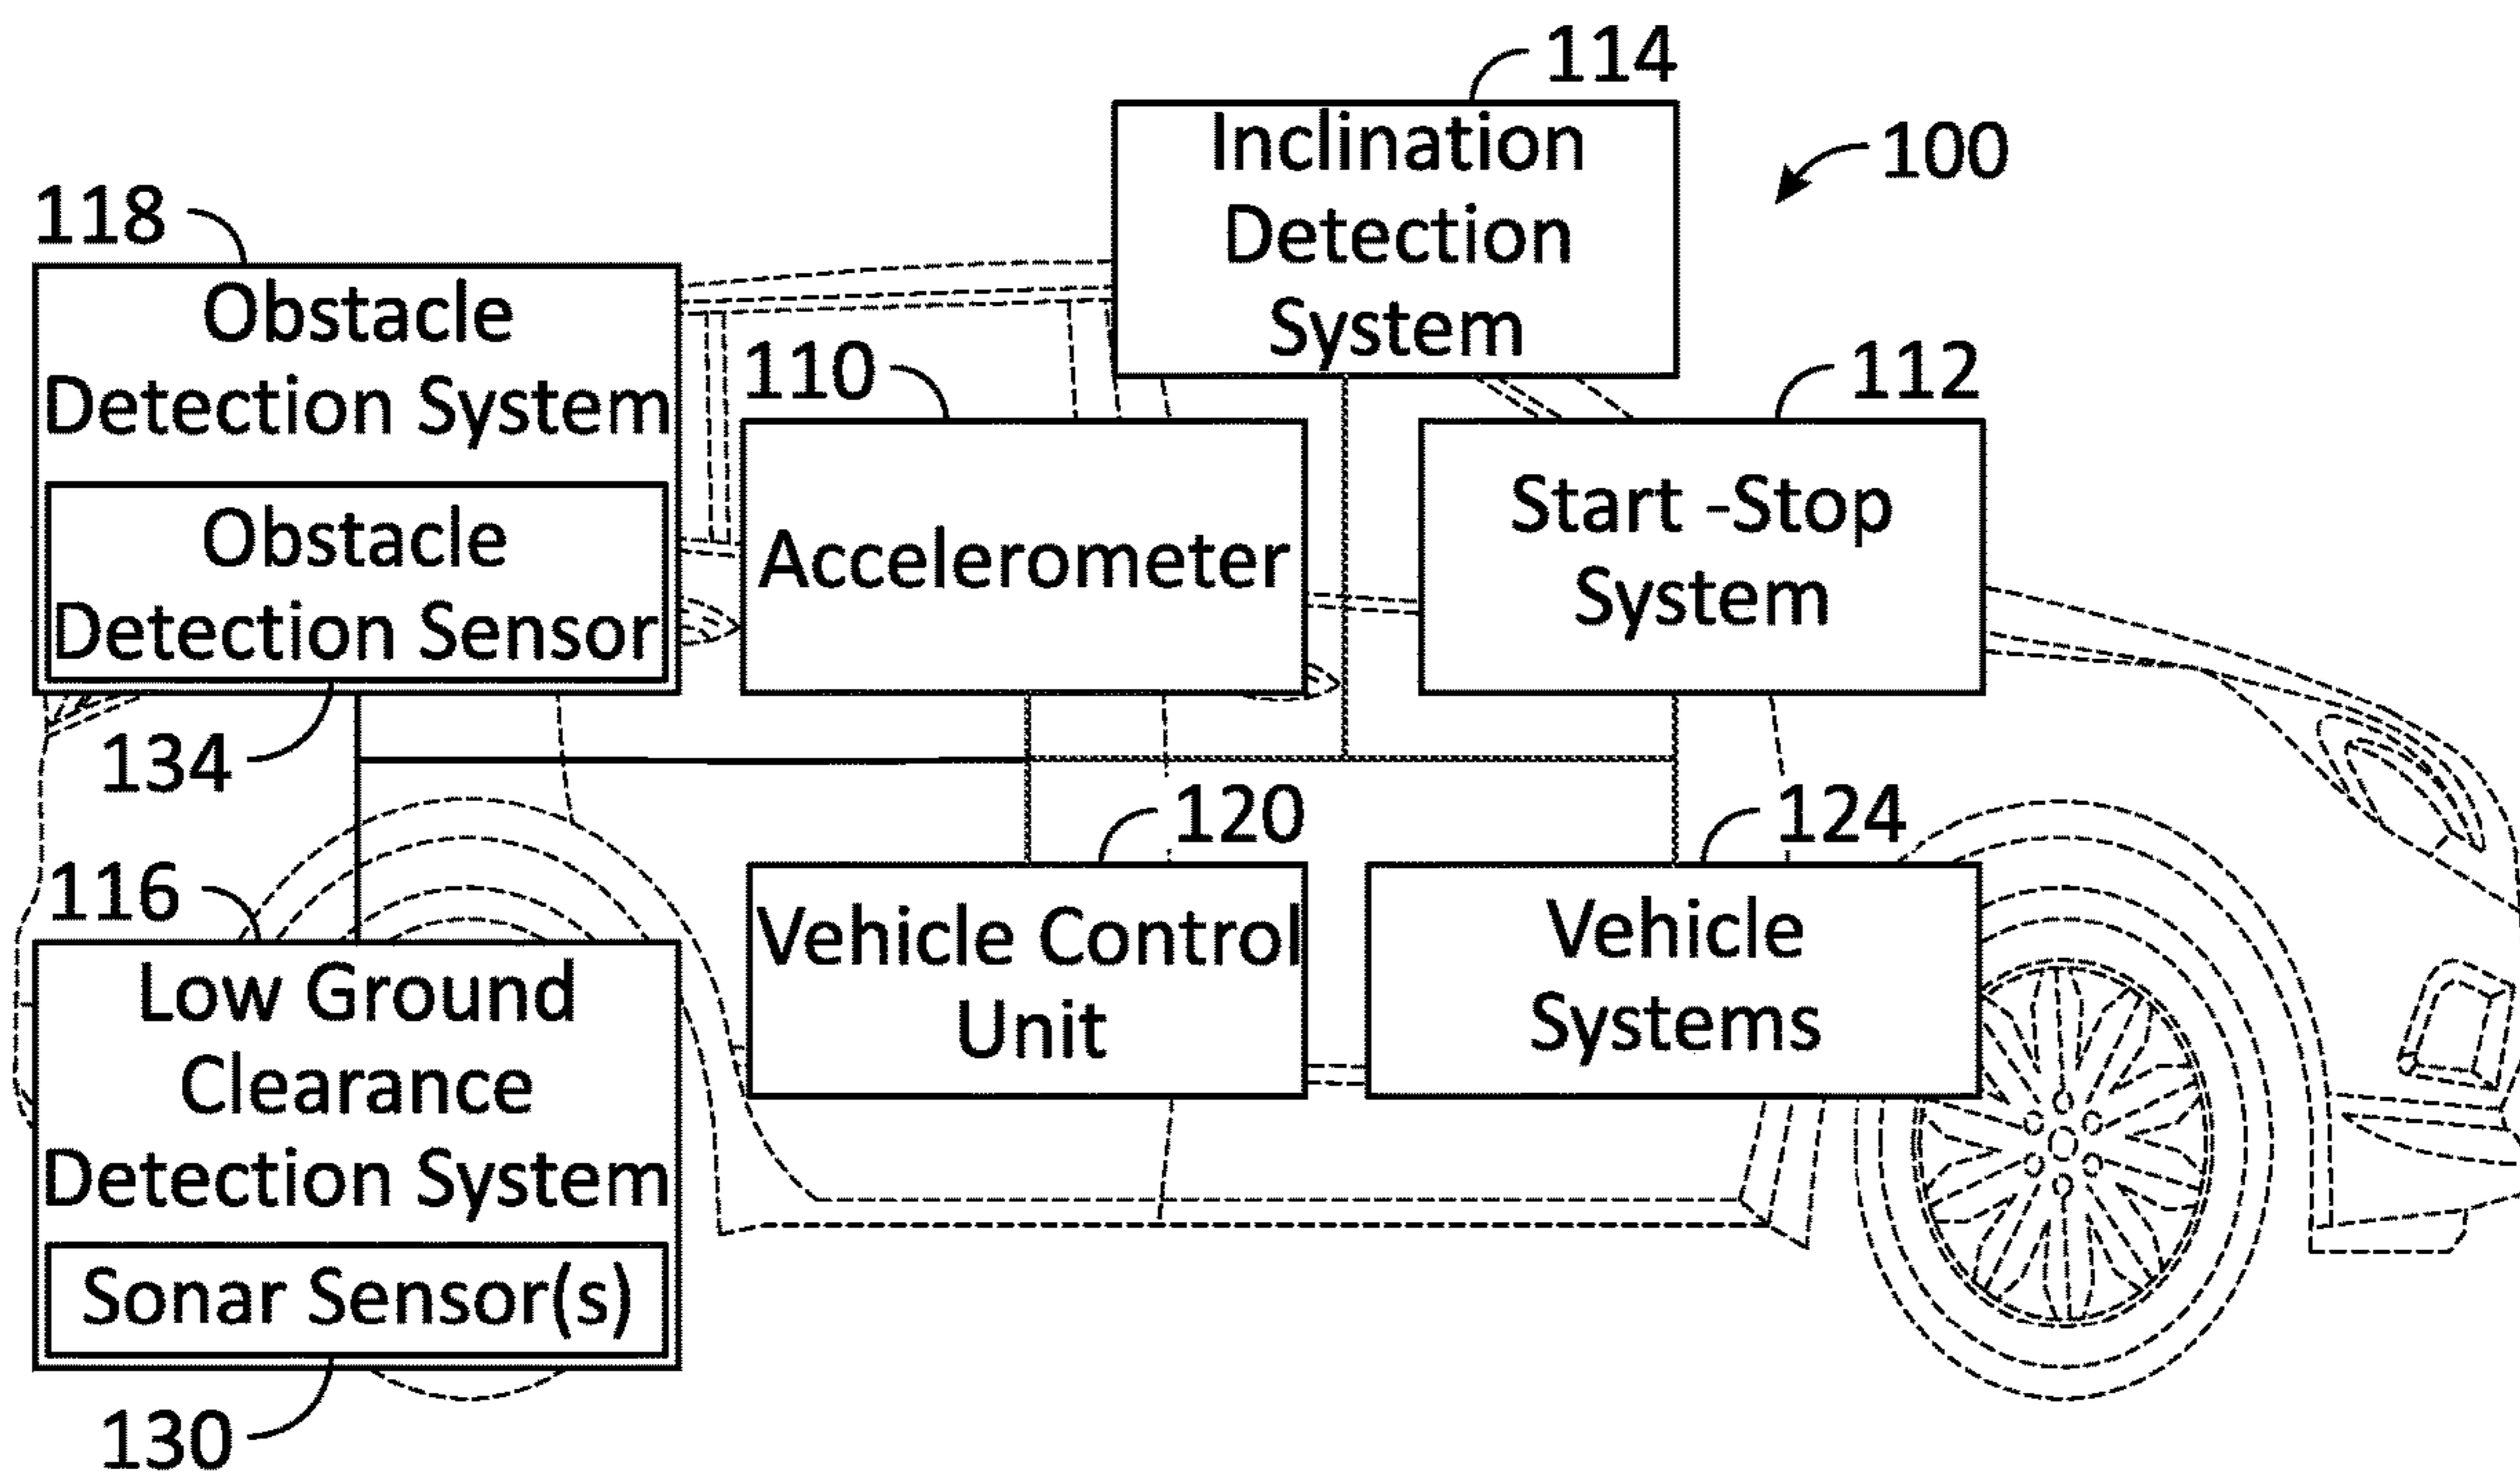 114
Inclination
Detection
System
100
118
Obstacle
Detection System
Obstacle
Detection Sensor
134
110
Accelerometer
112
Start -Stop
System
120
Vehicle Control
Unit
124
Vehicle
Systems
116
Low Ground
Clearance
Detection System
Sonar Sensor(s)
130